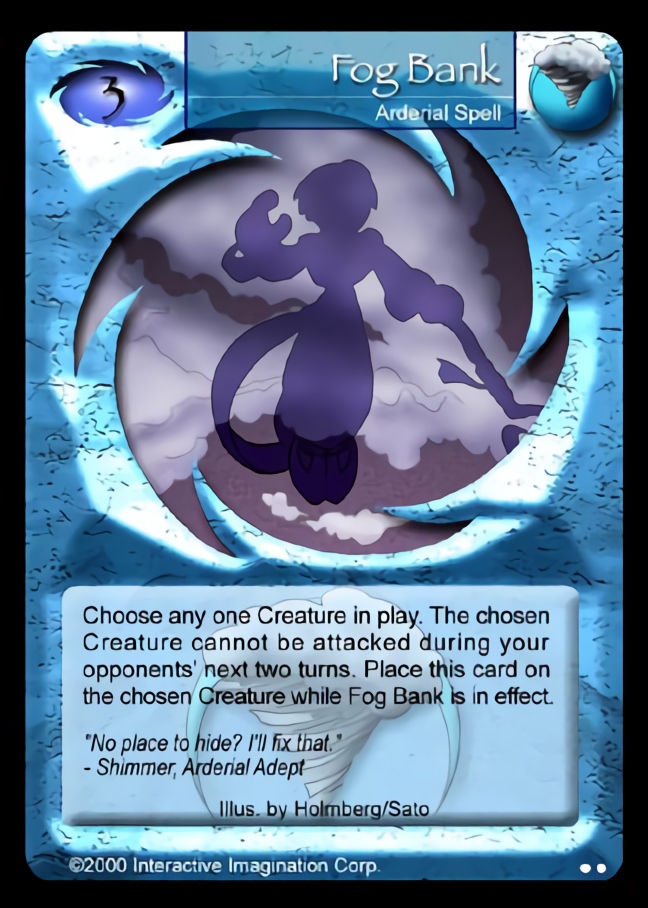 3
Fog Bank
Arderial Spell
Choose any one Creature in play. The chosen
Creature cannot be attacked during your
opponents' next two turns. Place this card on
the chosen Creature while Fog Bank is in effect.
"No place to hide? I'll fix that."
- Shimmer, Arderial Adept
Illus. by Holmberg/Sato
©2000 Interactive Imagination Corp.